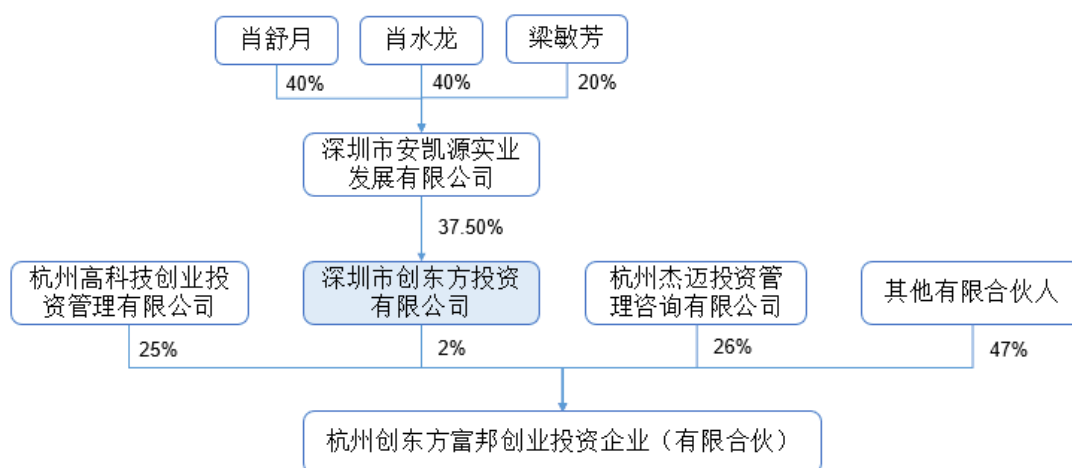 肖舒月
肖水龙
梁敏芳
40%
40%
20%
深圳市安凯源实业
发展有限公司
37.50%
杭州高科技创业投
资管理有限公司
深圳市创东方投资
有限公司
杭州杰迈投资管
理咨询有限公司
其他有限合伙人
25%
2%
26%
47%
杭州创东方富邦创业投资企业（有限合伙）